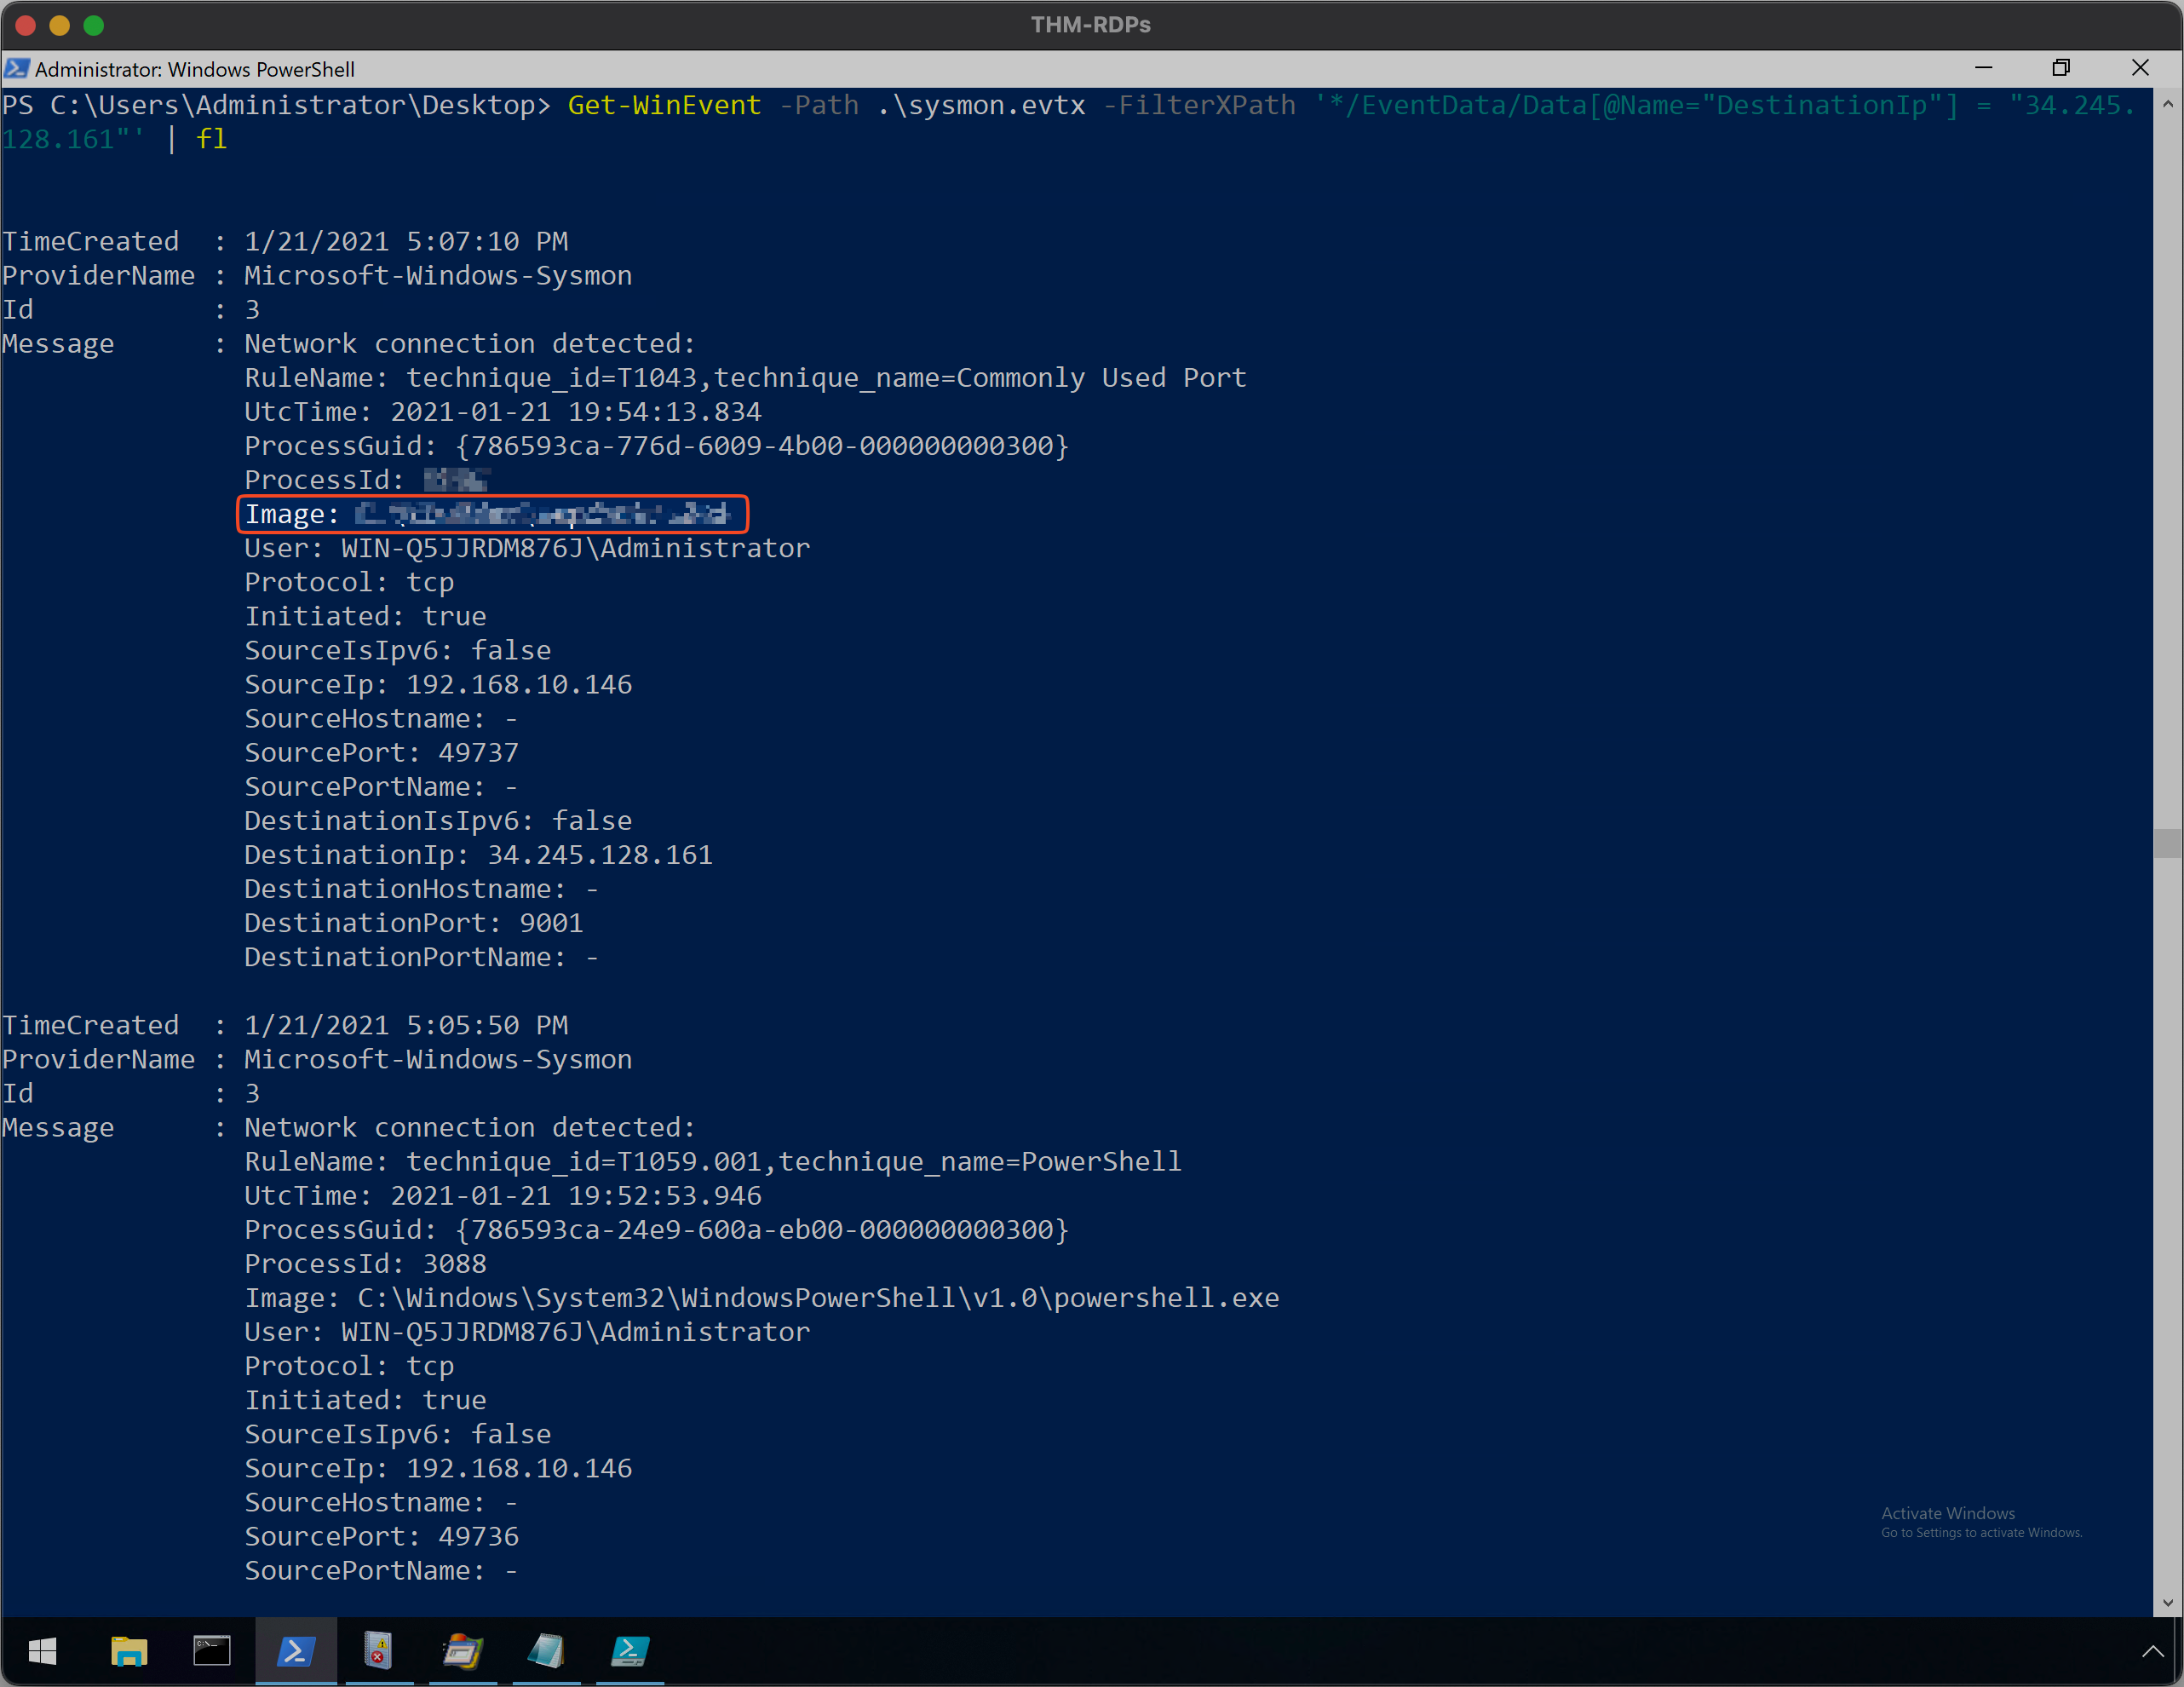 THM-RDPs
Administrator: Windows PowerShell
PS C:\Users\Administrator\Desktop> Get-WinEvent -Path .\sysmon.evtx -FilterXPath '*/EventData/Data[@Name="DestinationIp"] = "34.245.
128.161"' | fl
TimeCreated  : 1/21/2021 5:07:10 PM
ProviderName : Microsoft-Windows-Sysmon
Id           : 3
Message      : Network connection detected:
RuleName: technique_id=T1043,technique_name=Commonly Used Port
UtcTime: 2021-01-21 19:54:13.834
ProcessGuid: {786593ca-776d-6009-4b00-000000000300}
ProcessId:
Image:
User: WIN-Q5JJRDM876J\Administrator
Protocol: tcp
Initiated: true
SourceIsIpv6: false
SourceIp: 192.168.10.146
SourceHostname: -
SourcePort: 49737
SourcePortName: -
DestinationIsIpv6: false
DestinationIp: 34.245.128.161
DestinationHostname: -
DestinationPort: 9001
DestinationPortName: -
TimeCreated  : 1/21/2021 5:05:50 PM
ProviderName : Microsoft-Windows-Sysmon
Id           : 3
Message      : Network connection detected:
RuleName: technique_id=T1059.001,technique_name=PowerShell
UtcTime: 2021-01-21 19:52:53.946
ProcessGuid: {786593ca-24e9-600a-eb00-000000000300}
ProcessId: 3088
Image: C:\Windows\System32\WindowsPowerShell\v1.0\powershell.exe
User: WIN-Q5JJRDM876J\Administrator
Protocol: tcp
Initiated: true
SourceIsIpv6: false
SourceIp: 192.168.10.146
SourceHostname: -
SourcePort: 49736
SourcePortName: -
Activate Windows
Go to Settings to activate Windows.